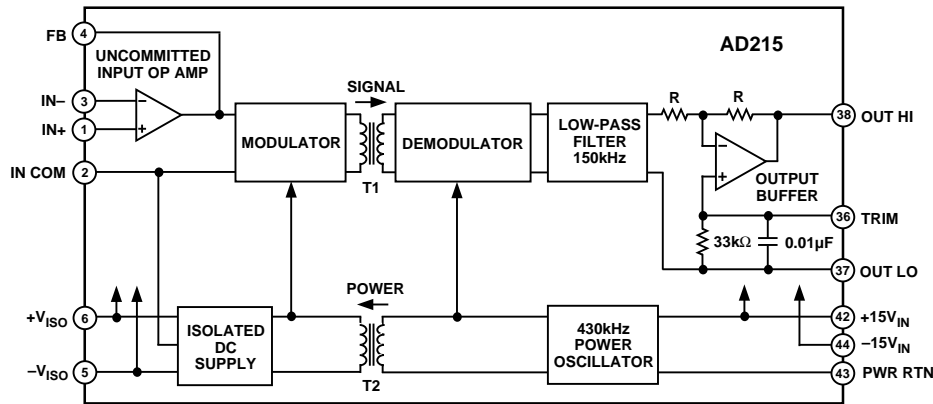 FB
4
UNCOMMITTED
INPUT OP AMP
AD215
IN–
3
–
IN+
1
+
SIGNAL
R
R
38
OUT HI
MODULATOR
DEMODULATOR
LOW-PASS
FILTER
150kHz
–
+
IN COM
2
T1
OUTPUT
BUFFER
36
TRIM
33kΩ
0.01µF
37
OUT LO
POWER
+VISO
6
ISOLATED
DC
SUPPLY
430kHz
POWER
OSCILLATOR
42
+15VIN
44
–15VIN
–VISO
5
T2
43
PWR RTN